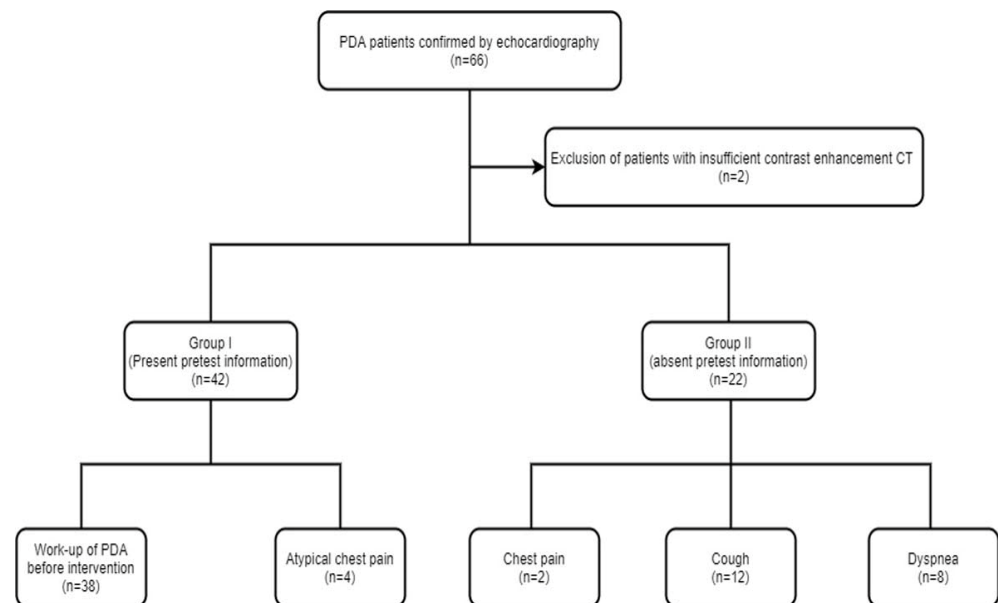 PDA patients confirmed by echocardiography
(n=66)
Exclusion of patients with insufficient contrast enhancement CT
(n=2)
Group I
(Present pretest information)
(n=42)
Group II
(absent pretest information)
(n=22)
Work-up of PDA
before intervention
(n=38)
Atypical chest pain
(n=4)
Chest pain
(n=2)
Cough
(n=12)
Dyspnea
(n=8)